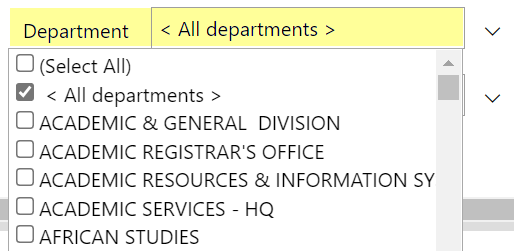 Department < All departments >
(Select All)
< All departments >
ACADEMIC & GENERAL DIVISION
ACADEMIC REGISTRAR'S OFFICE
ACADEMIC RESOURCES & INFORMATION SY
ACADEMIC SERVICES - HQ
AFRICAN STUDIES